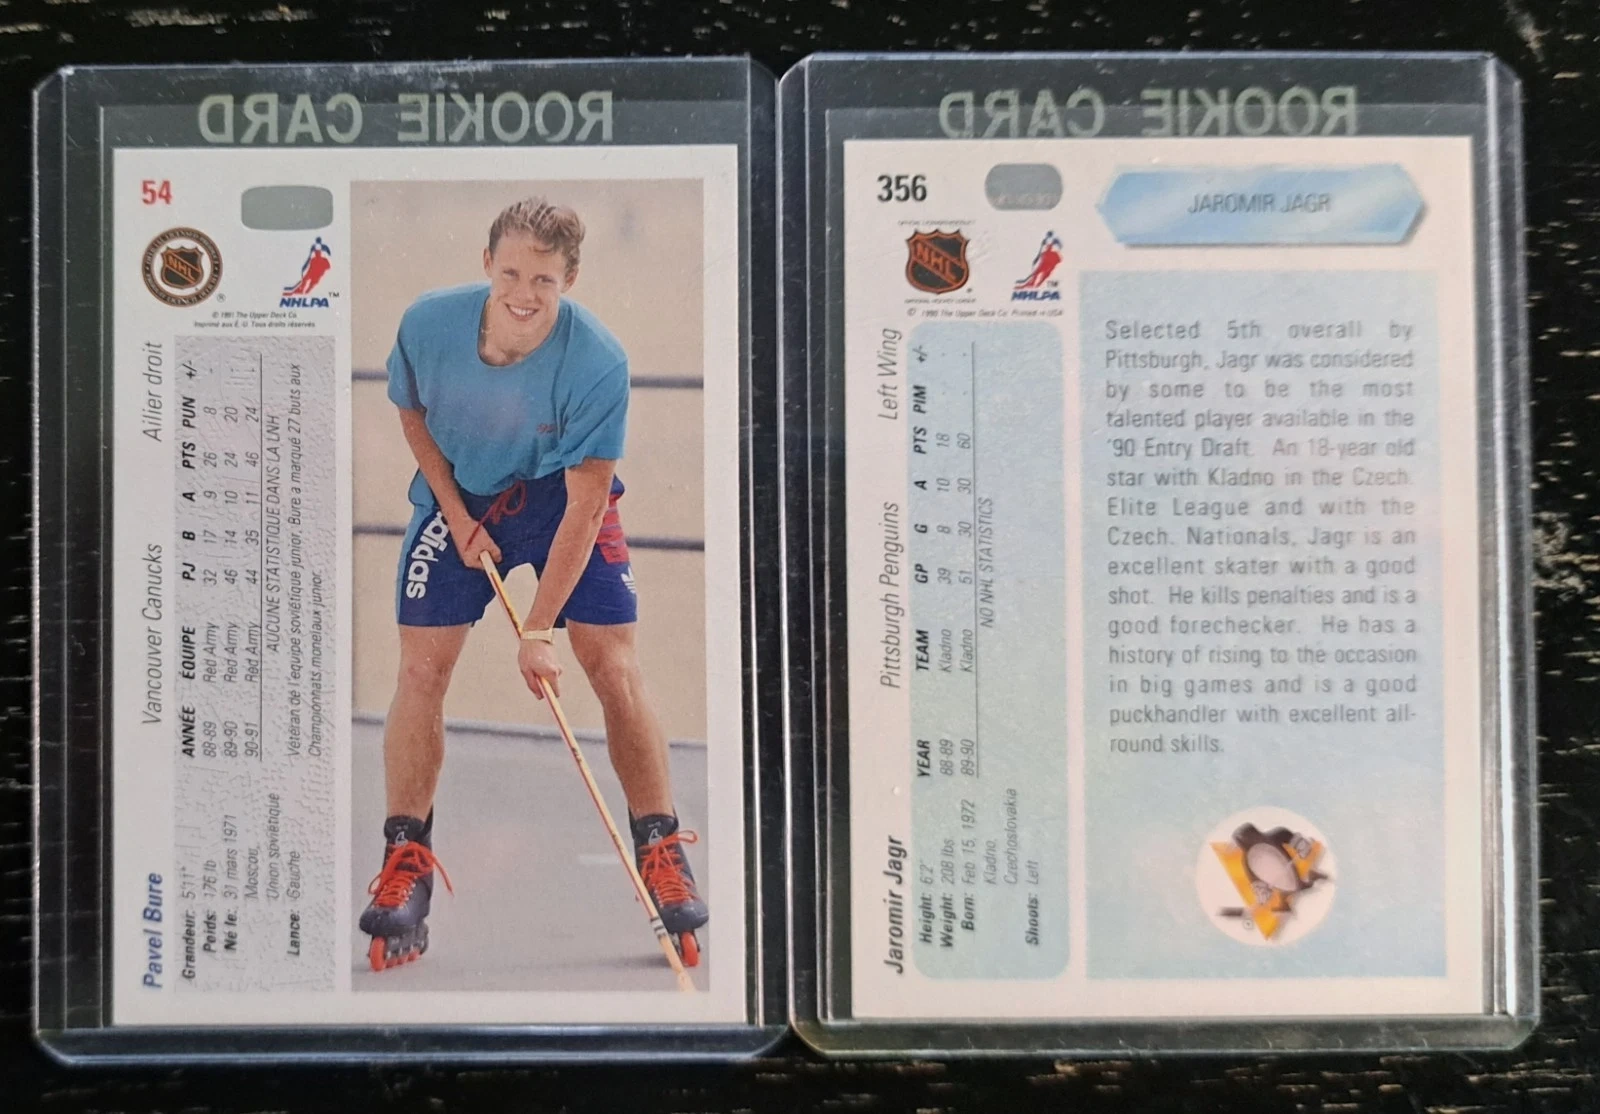 ROOKIE CARD
54
NHL
NHLPA™
© 1991 The Upper Deck Co.
Imprimé aux É.-U. Tous droits réservés
Pavel Bure Vancouver Canucks Ailier droit
Grandeur: 5'11"
Poids: 176 lb
Né le: 31 mars 1971
Moscou,
Union soviétique
Lance: Gauche
ANNÉE ÉQUIPE PJ B A PTS PUN +/-
88-89 Red Army 32 17 9 26 8 -
89-90 Red Army 46 14 10 24 20
90-91 Red Army 44 35 11 46 24
AUCUNE STATISTIQUE DANS LA LNH
Vétéran de l'équipe soviétique junior, Bure a marqué 27 buts aux
Championnats mondiaux junior.
adidas
ROOKIE CARD
356
NHL
NATIONAL HOCKEY LEAGUE
™
NHLPA
© 1990 The Upper Deck Co. Printed in USA
Jaromir Jagr Pittsburgh Penguins Left Wing
Height: 6'2"
Weight: 208 lbs
Born: Feb 15, 1972
Kladno,
Czechoslovakia
Shoots: Left
YEAR TEAM GP G A PTS PIM +/-
88-89 Kladno 39 8 10 18 - -
89-90 Kladno 51 30 30 60 - -
NO NHL STATISTICS
JAROMIR JAGR
Selected 5th overall by
Pittsburgh, Jagr was considered
by some to be the most
talented player available in the
'90 Entry Draft. An 18-year old
star with Kladno in the Czech.
Elite League and with the
Czech. Nationals, Jagr is an
excellent skater with a good
shot. He kills penalties and is a
good forechecker. He has a
history of rising to the occasion
in big games and is a good
puckhandler with excellent all-
round skills.